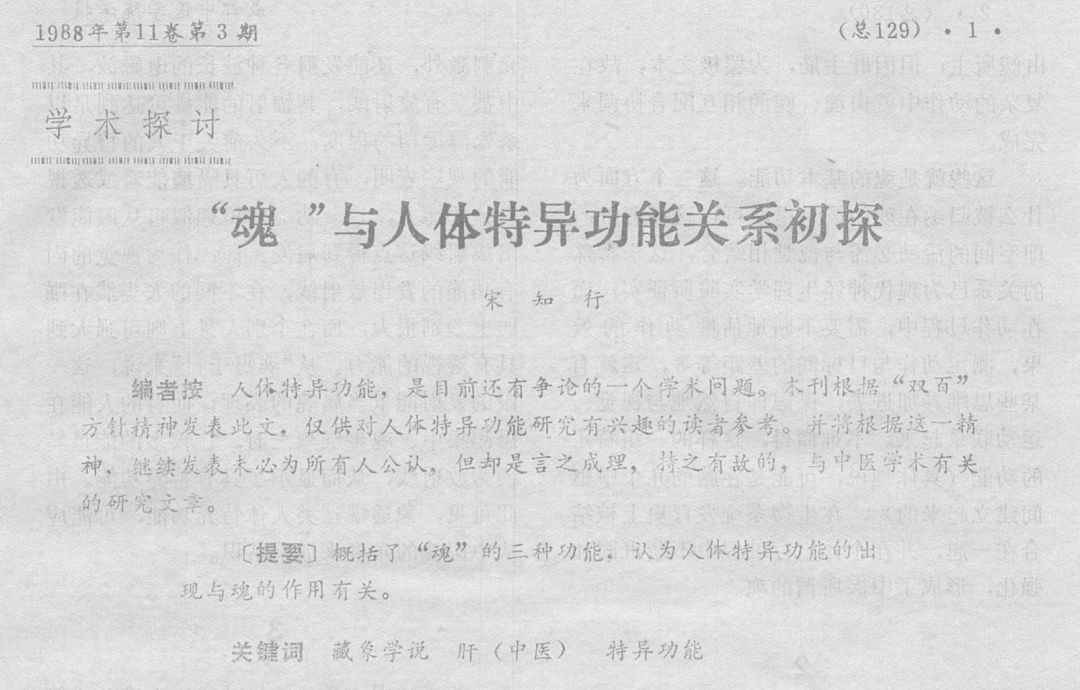 1988年第11卷第3期
(总129)·1·
学术探讨
“魂”与人体特异功能关系初探
宋知行
编者按 人体特异功能，是目前还有争论的一个学术问题。本刊根据“双百”
方针精神发表此文，仅供对人体特异功能研究有兴趣的读者参考。并将根据这一精
神，继续发表未必为所有人公认，但却是言之成理，持之有故的，与中医学术有关
的研究文章。
〔提要〕概括了“魂”的三种功能，认为人体特异功能的出
现与魂的作用有关。
关键词 藏象学说 肝（中医） 特异功能